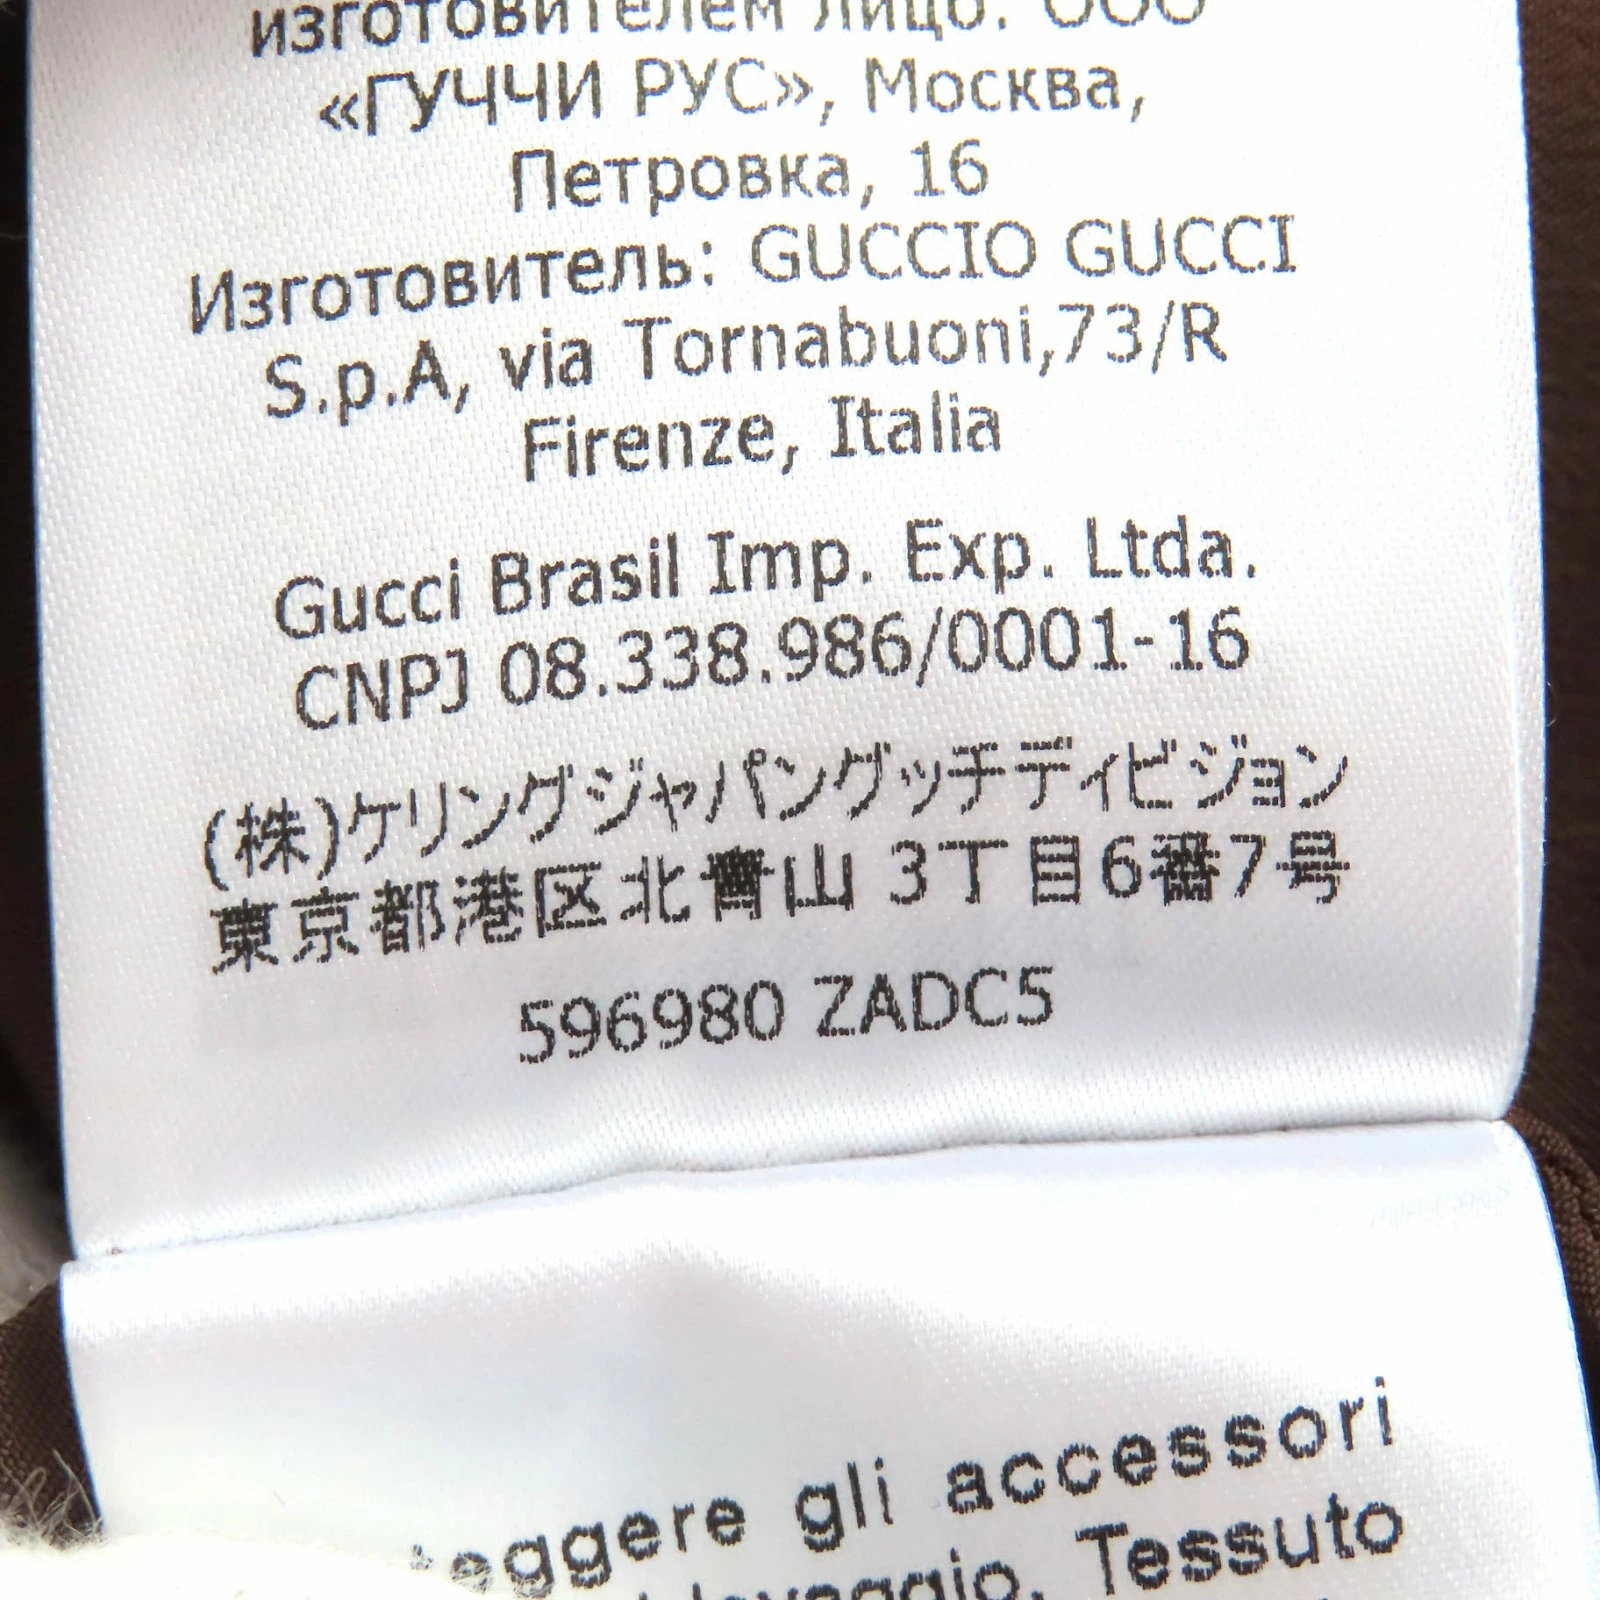 изготовителем лицо: ООО
«ГУЧЧИ РУС», Москва,
Петровка, 16
Изготовитель: GUCCIO GUCCI
S.p.A, via Tornabuoni,73/R
Firenze, Italia
Gucci Brasil Imp. Exp. Ltda.
CNPJ 08.338.986/0001-16
(株)ケリングジャパングッチディビジョン
東京都港区北青山 3丁目6番7号
596980 ZADC5
gli accessori
lavaggio. Tessuto